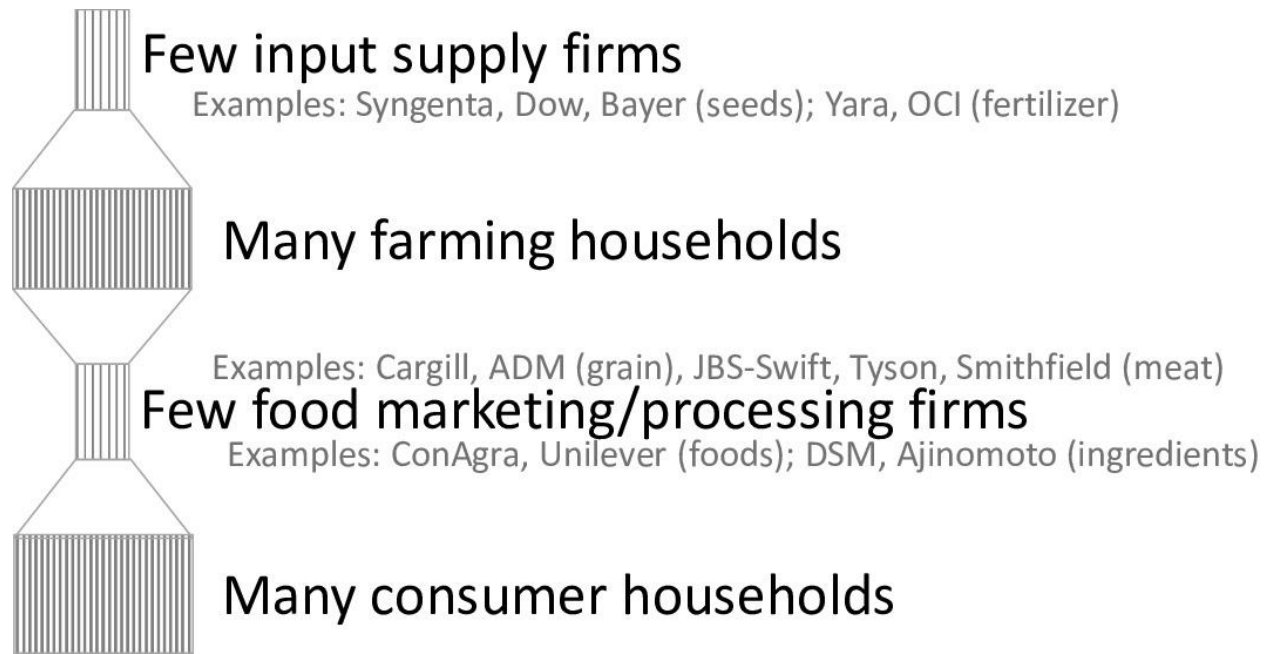 Few input supply firms
Examples: Syngenta, Dow, Bayer (seeds); Yara, OCI (fertilizer)
Many farming households
Examples: Cargill, ADM (grain), JBS-Swift, Tyson, Smithfield (meat)
Few food marketing/processing firms
Examples: ConAgra, Unilever (foods); DSM, Ajinomoto (ingredients)
Many consumer households